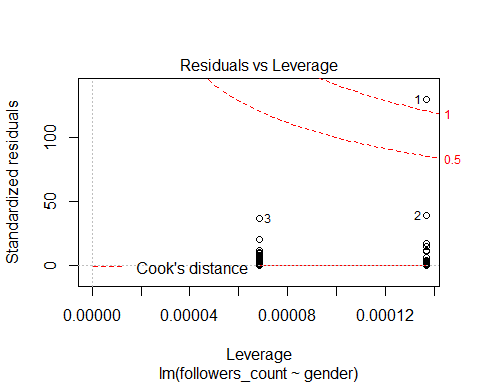 Residuals vs Leverage
Standardized residuals
100
50
0
1
2
3
1
0.5
Cook's distance
0.00000
0.00004
0.00008
0.00012
Leverage
lm(followers_count ~ gender)